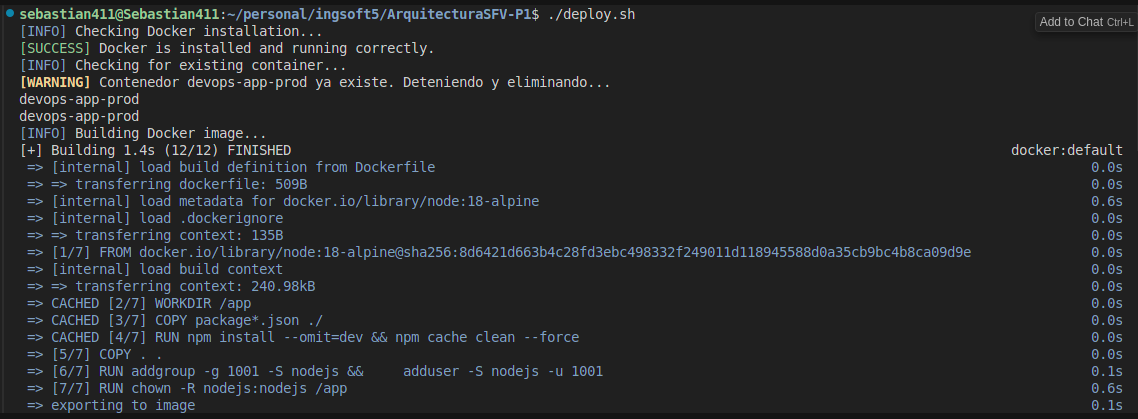 sebastian411@Sebastian411:~/personal/ingsoft5/ArquitecturaSFV-P1$ ./deploy.sh
Add to Chat Ctrl+L
[INFO] Checking Docker installation...
[SUCCESS] Docker is installed and running correctly.
[INFO] Checking for existing container...
[WARNING] Contenedor devops-app-prod ya existe. Deteniendo y eliminando...
devops-app-prod
devops-app-prod
[INFO] Building Docker image...
[+] Building 1.4s (12/12) FINISHED docker:default
=> [internal] load build definition from Dockerfile 0.0s
=> => transferring dockerfile: 509B 0.0s
=> [internal] load metadata for docker.io/library/node:18-alpine 0.6s
=> [internal] load .dockerignore 0.0s
=> => transferring context: 135B 0.0s
=> [1/7] FROM docker.io/library/node:18-alpine@sha256:8d6421d663b4c28fd3ebc498332f249011d118945588d0a35cb9bc4b8ca09d9e 0.0s
=> [internal] load build context 0.0s
=> => transferring context: 240.98kB 0.0s
=> CACHED [2/7] WORKDIR /app 0.0s
=> CACHED [3/7] COPY package*.json ./ 0.0s
=> CACHED [4/7] RUN npm install --omit=dev && npm cache clean --force 0.0s
=> [5/7] COPY . . 0.0s
=> [6/7] RUN addgroup -g 1001 -S nodejs &&     adduser -S nodejs -u 1001 0.1s
=> [7/7] RUN chown -R nodejs:nodejs /app 0.6s
=> exporting to image 0.1s